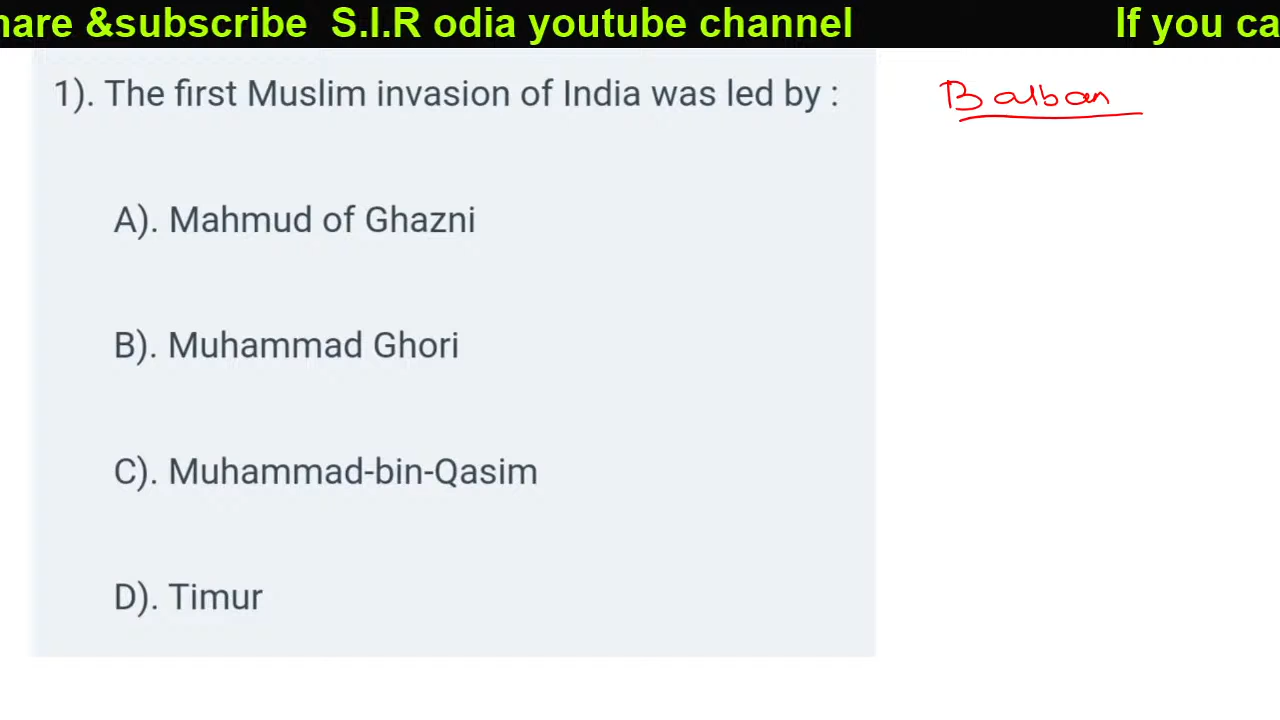 hare &subscribe S.I.R odia youtube channel If you ca
1). The first Muslim invasion of India was led by :
Balban
A). Mahmud of Ghazni
B). Muhammad Ghori
C). Muhammad-bin-Qasim
D). Timur